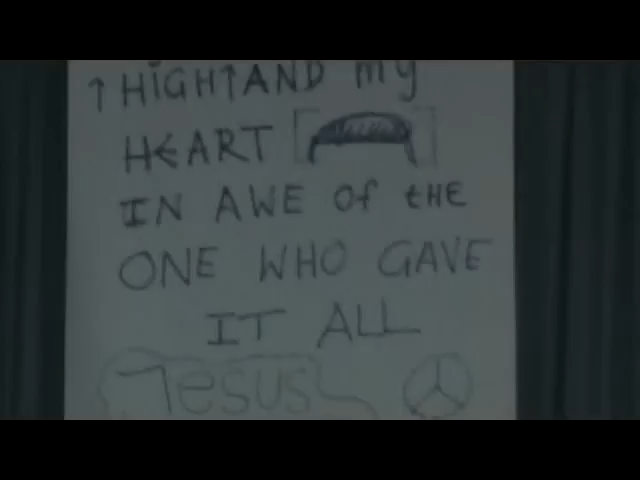 ↑HIGH↑AND my
HEART
IN AWE Of tHE
ONE WHO GAVE
IT ALL
Jesus